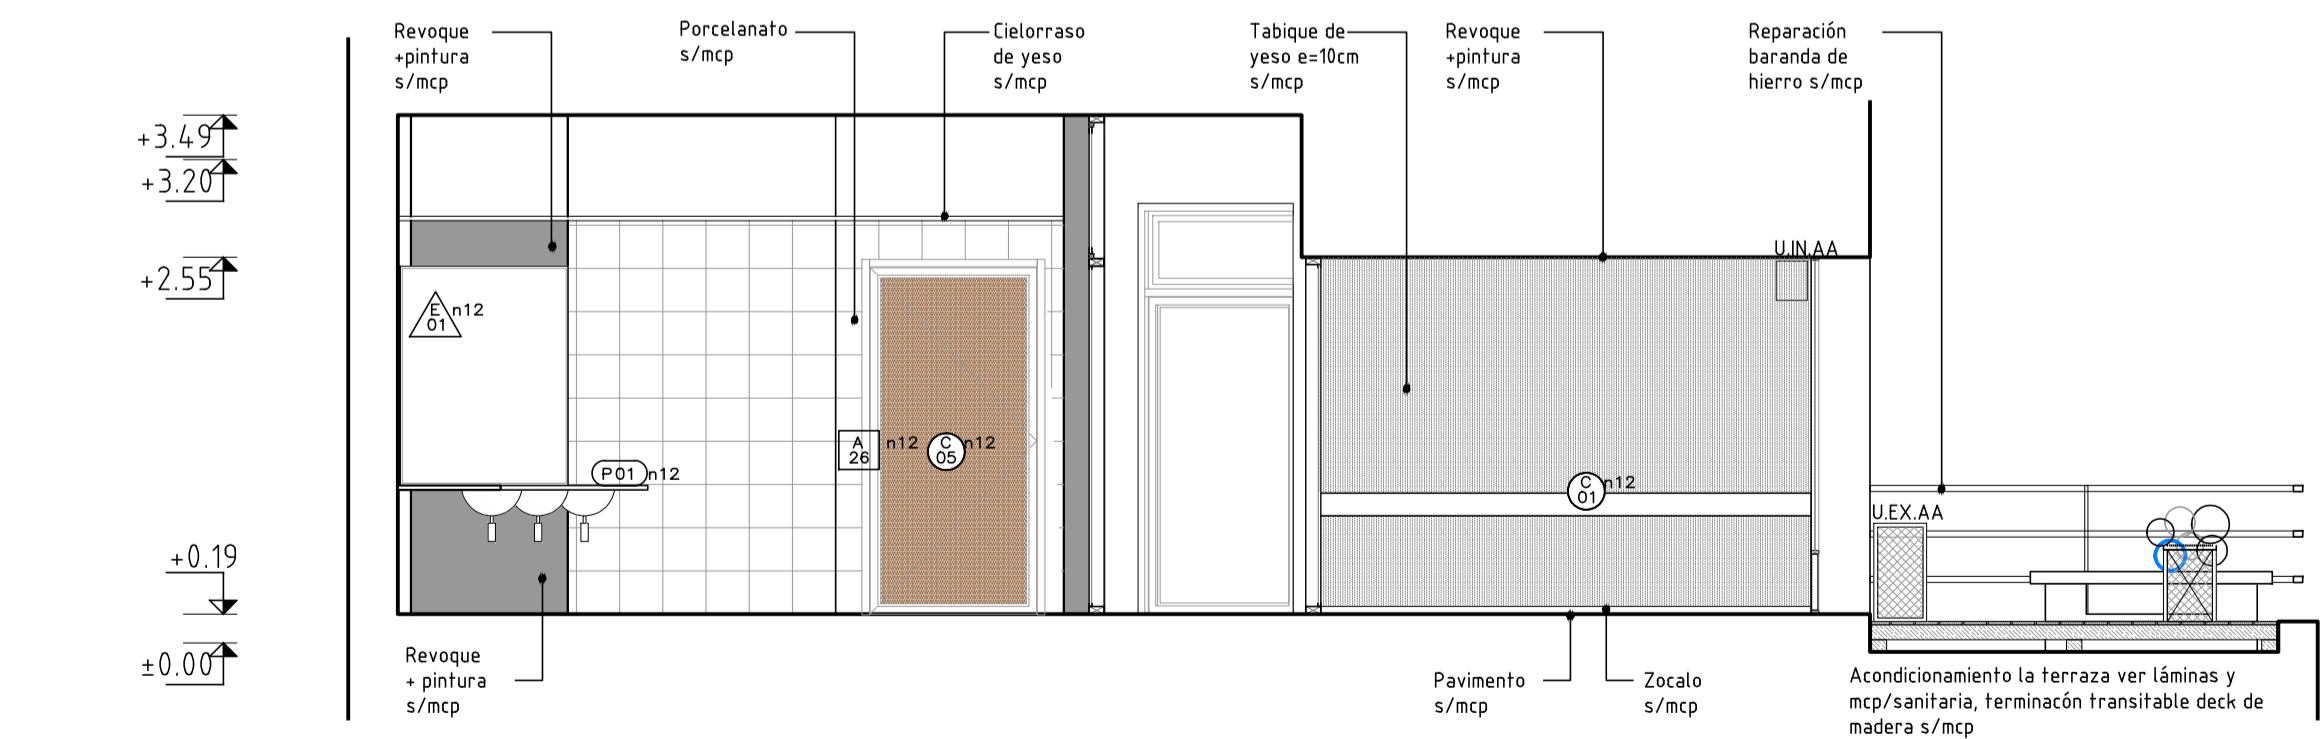 Revoque
+pintura
s/mcp
Porcelanato
s/mcp
Cielorraso
de yeso
s/mcp
Tabique de
yeso e=10cm
s/mcp
Revoque
+pintura
s/mcp
Reparación
baranda de
hierro s/mcp
+3.49
+3.20
+2.55
+0.19
±0.00
U.IN.AA
E
01
n12
P01
n12
A
26
n12
C
05
n12
C
01
n12
U.EX.AA
Revoque
+ pintura
s/mcp
Pavimento
s/mcp
Zocalo
s/mcp
Acondicionamiento la terraza ver láminas y
mcp/sanitaria, terminacón transitable deck de
madera s/mcp